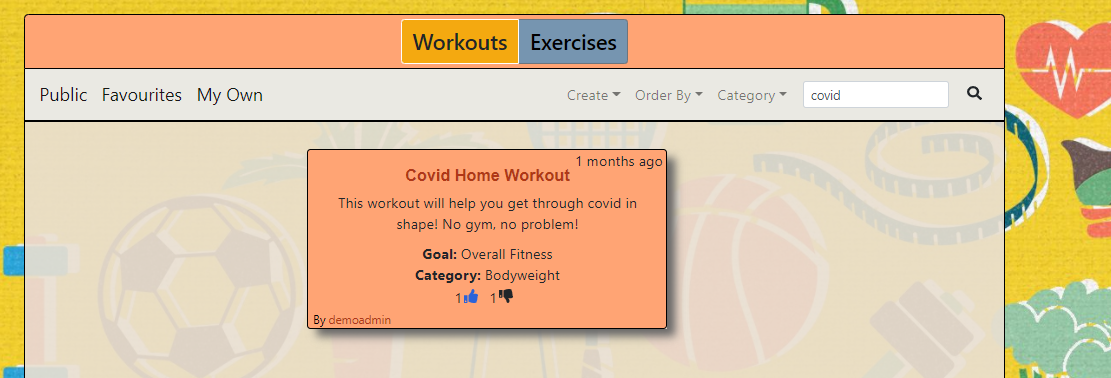 Workouts Exercises
Public Favourites My Own Create Order By Category covid
1 months ago
Covid Home Workout
This workout will help you get through covid in
shape! No gym, no problem!
Goal: Overall Fitness
Category: Bodyweight
1 1
By demoadmin